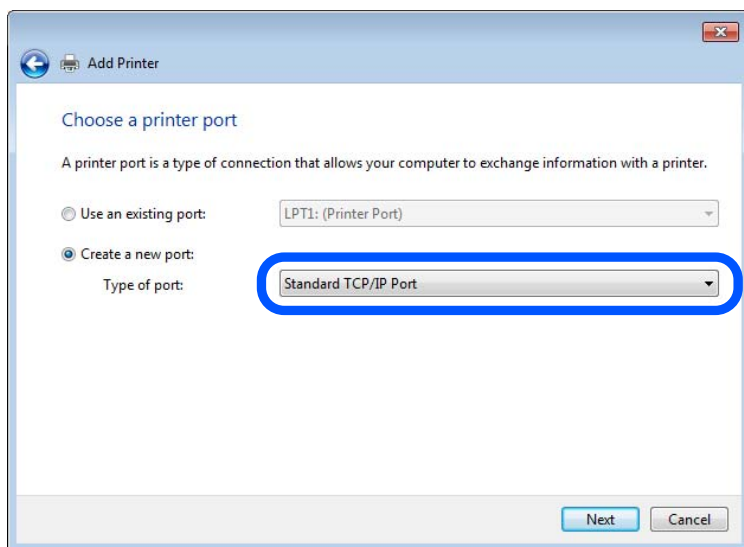 Add Printer
Choose a printer port
A printer port is a type of connection that allows your computer to exchange information with a printer.
Use an existing port: LPT1: (Printer Port)
Create a new port:
Type of port: Standard TCP/IP Port
Next Cancel